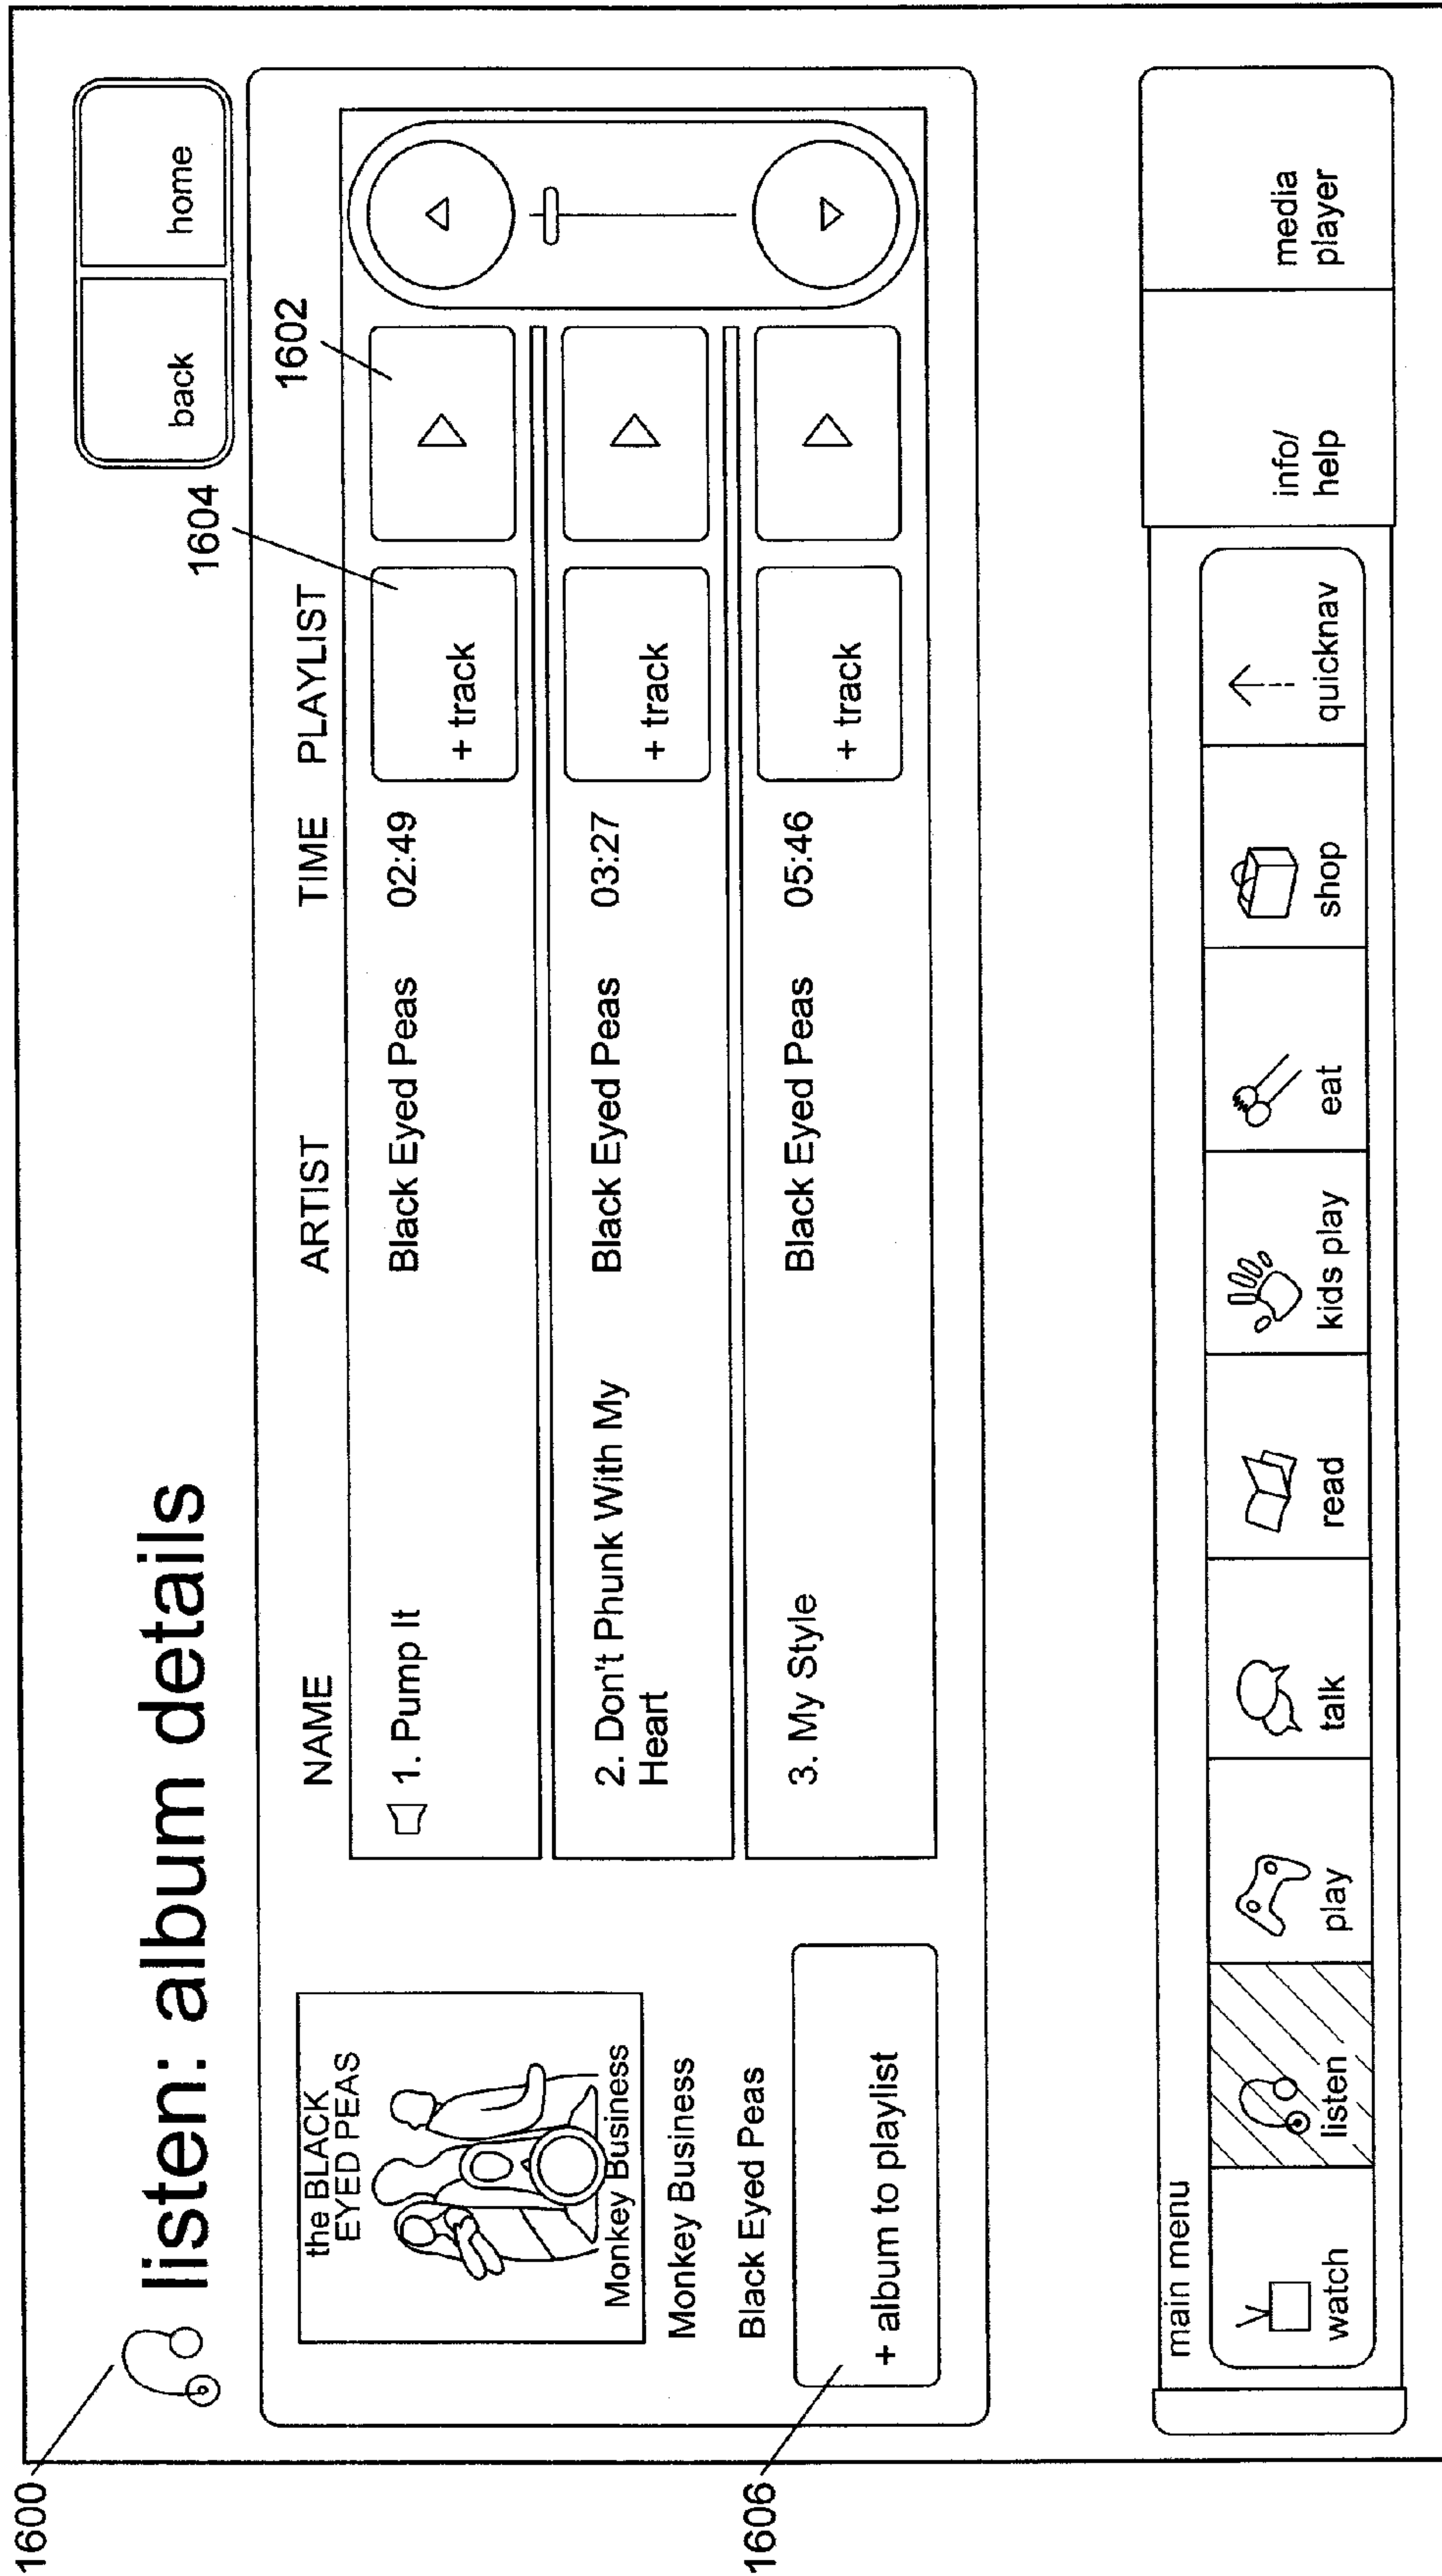 1600
listen: album details
back
home
the BLACK
EYED PEAS
Monkey Business
Monkey Business
Black Eyed Peas
1606
+ album to playlist
NAME
ARTIST
TIME
PLAYLIST
1604
1602
1. Pump It
Black Eyed Peas
02:49
+ track
2. Don't Phunk With My
Heart
Black Eyed Peas
03:27
+ track
3. My Style
Black Eyed Peas
05:46
+ track
main menu
watch
listen
play
talk
read
kids play
eat
shop
quicknav
info/
help
media
player